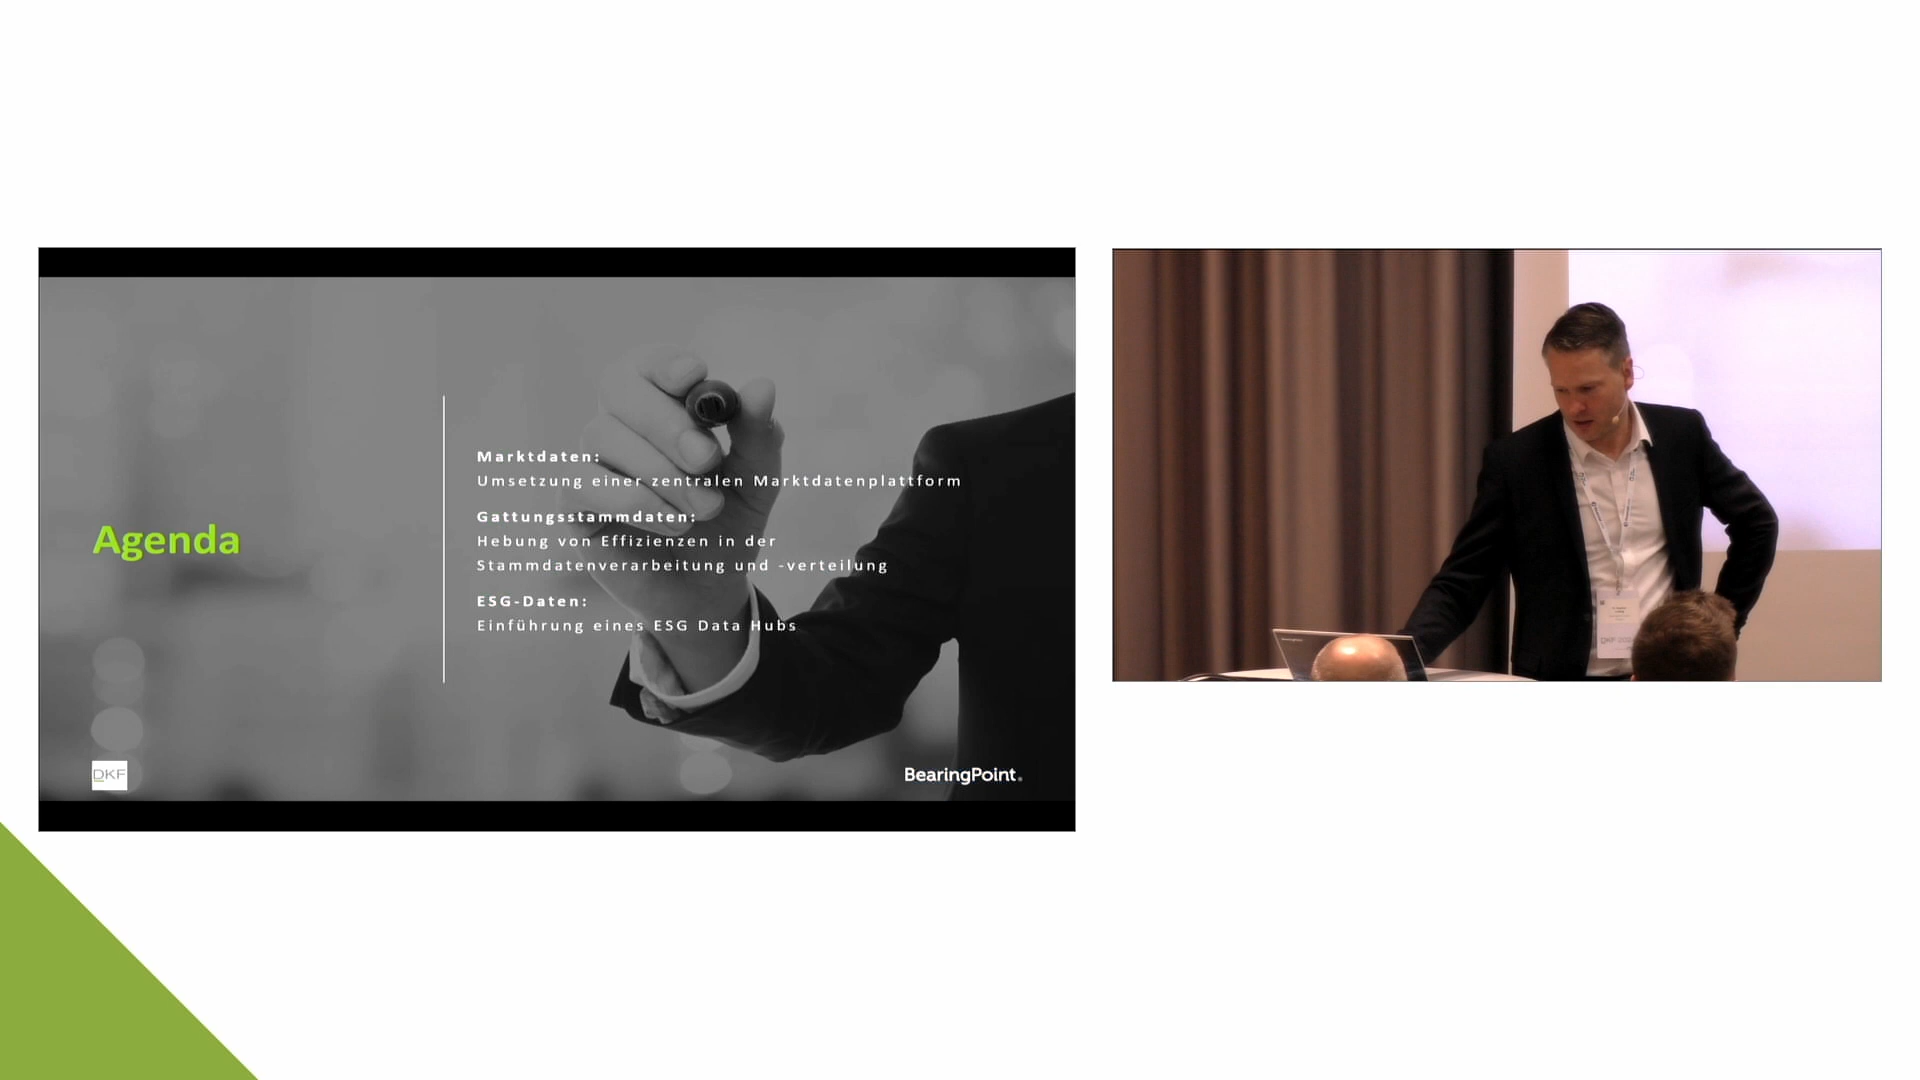 Agenda
Marktdaten:
Umsetzung einer zentralen Marktdatenplattform
Gattungsstammdaten:
Hebung von Effizienzen in der
Stammdatenverarbeitung und -verteilung
ESG-Daten:
Einführung eines ESG Data Hubs
DKF
BearingPoint.